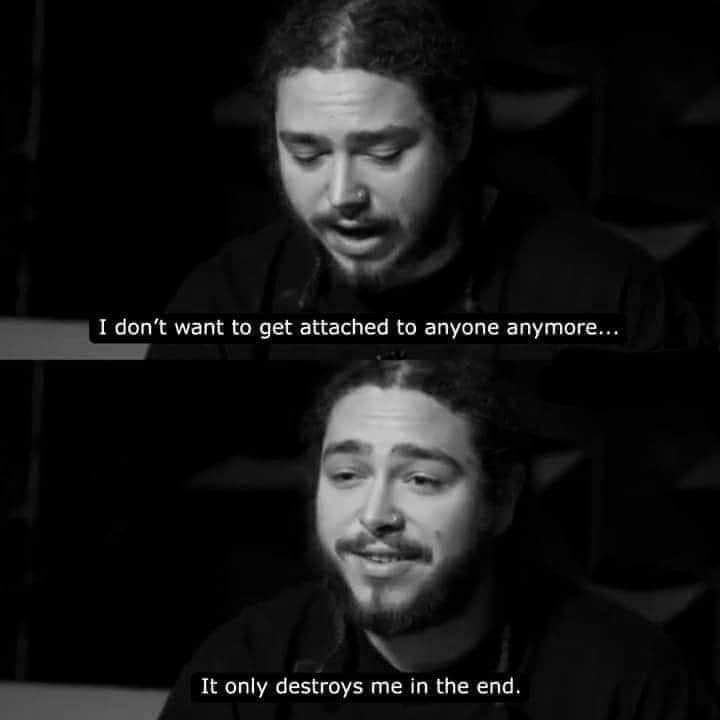 I don't want to get attached to anyone anymore...
It only destroys me in the end.